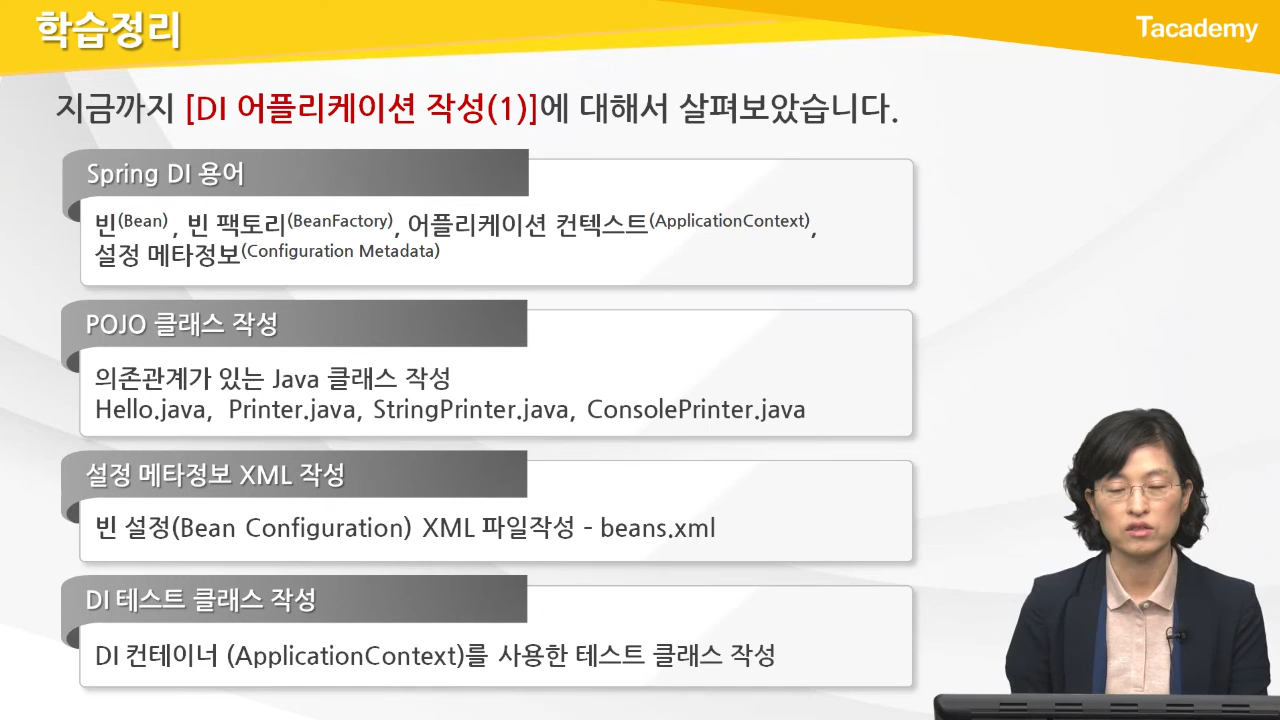 학습정리
Tacademy
지금까지 [DI 어플리케이션 작성(1)]에 대해서 살펴보았습니다.
Spring DI 용어
빈(Bean) , 빈 팩토리(BeanFactory), 어플리케이션 컨텍스트(ApplicationContext),
설정 메타정보(Configuration Metadata)
POJO 클래스 작성
의존관계가 있는 Java 클래스 작성
Hello.java, Printer.java, StringPrinter.java, ConsolePrinter.java
설정 메타정보 XML 작성
빈 설정(Bean Configuration) XML 파일작성 - beans.xml
DI 테스트 클래스 작성
DI 컨테이너 (ApplicationContext)를 사용한 테스트 클래스 작성